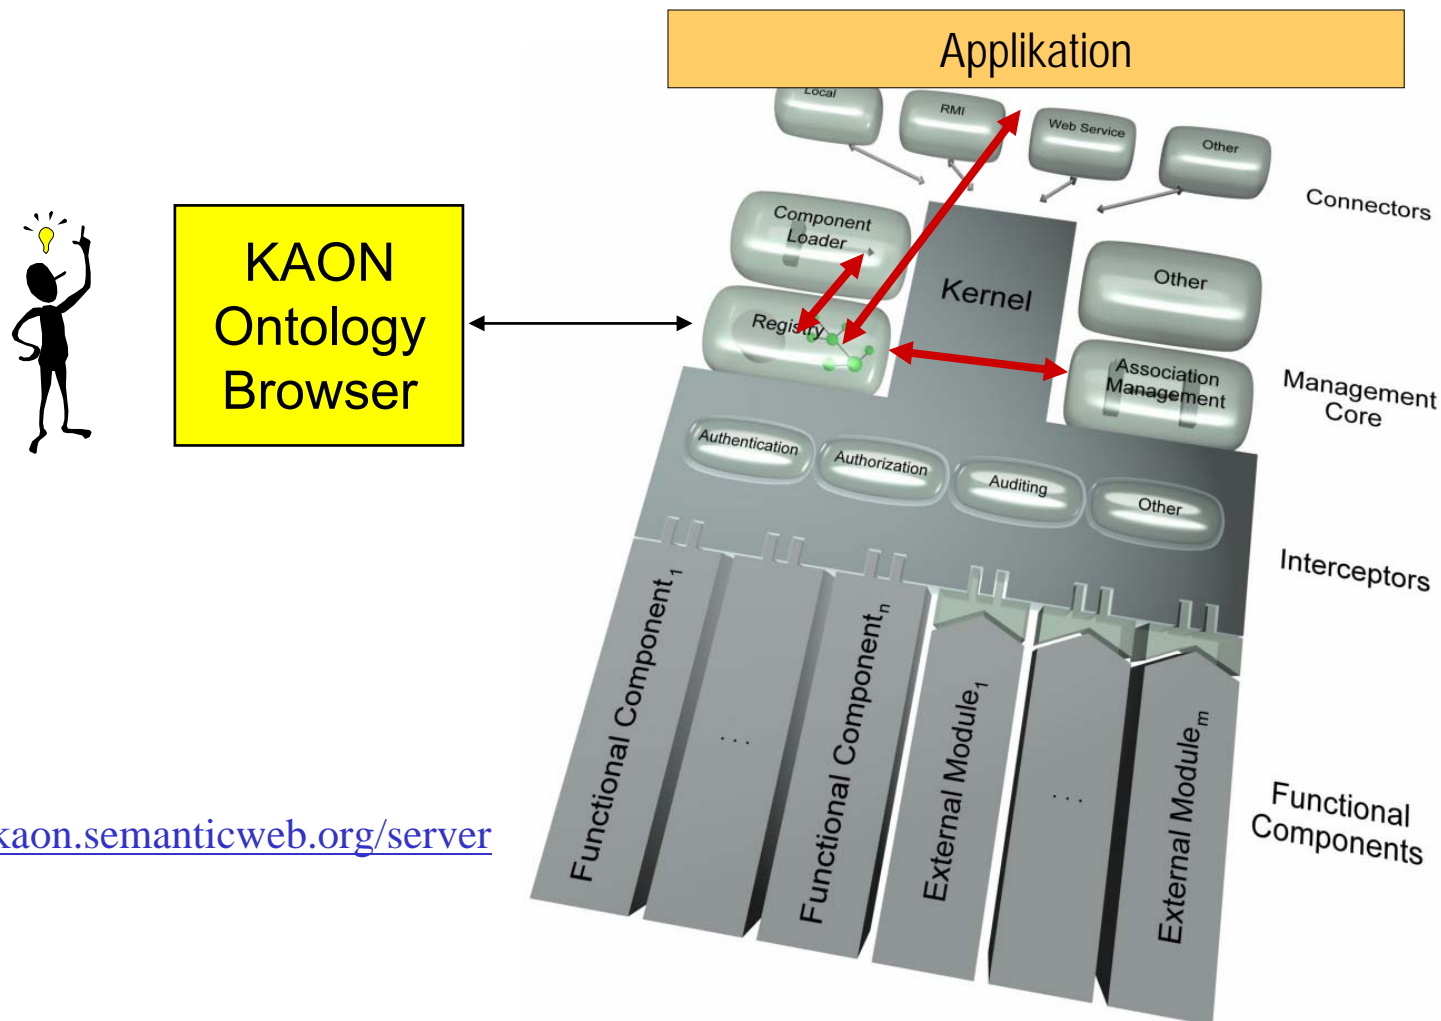 Applikation
Local
RMI
Web Service
Other
Connectors
Component
Loader
Kernel
Other
KAON
Ontology
Browser
Registry
Association
Management
Management
Core
Authentication
Authorization
Auditing
Other
Interceptors
Functional Component1
...
Functional Componentn
External Module1
...
External Modulem
Functional
Components
kaon.semanticweb.org/server